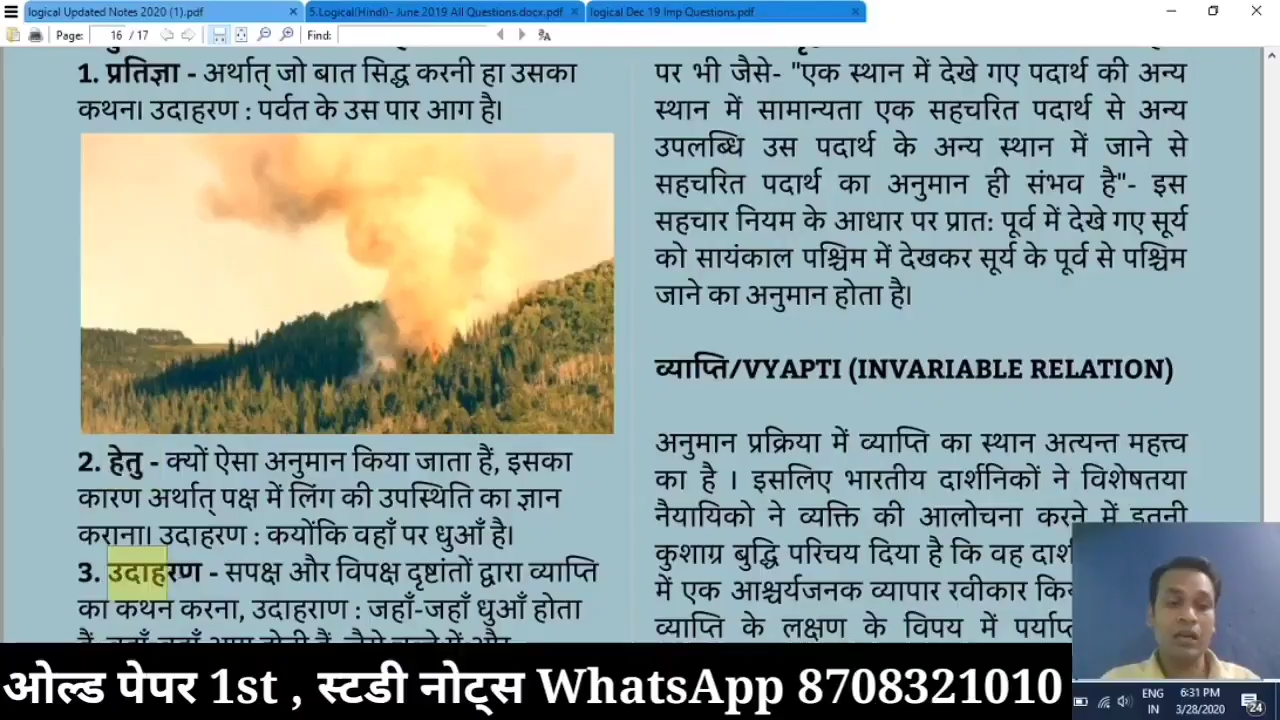 logical Updated Notes 2020 (1).pdf
5.Logical(Hindi)- June 2019 All Questions.docx.pdf
logical Dec 19 Imp Questions.pdf
Page: 16 / 17 Find:
1. प्रतिज्ञा - अर्थात् जो बात सिद्ध करनी हा उसका
कथन। उदाहरण : पर्वत के उस पार आग है।
2. हेतु - क्यों ऐसा अनुमान किया जाता हैं, इसका
कारण अर्थात् पक्ष में लिंग की उपस्थिति का ज्ञान
कराना। उदाहरण : कयोंकि वहाँ पर धुआँ है।
3. उदाहरण - सपक्ष और विपक्ष दृष्टांतों द्वारा व्याप्ति
का कथन करना, उदाहराण : जहाँ-जहाँ धुआँ होता
पर भी जैसे- "एक स्थान में देखे गए पदार्थ की अन्य
स्थान में सामान्यता एक सहचरित पदार्थ से अन्य
उपलब्धि उस पदार्थ के अन्य स्थान में जाने से
सहचरित पदार्थ का अनुमान ही संभव है"- इस
सहचार नियम के आधार पर प्रात: पूर्व में देखे गए सूर्य
को सायंकाल पश्चिम में देखकर सूर्य के पूर्व से पश्चिम
जाने का अनुमान होता है।
व्याप्ति/VYAPTI (INVARIABLE RELATION)
अनुमान प्रक्रिया में व्याप्ति का स्थान अत्यन्त महत्त्व
का है । इसलिए भारतीय दार्शनिकों ने विशेषतया
नैयायिको ने व्यक्ति की आलोचना करने में इतनी
कुशाग्र बुद्धि परिचय दिया है कि वह
में एक आश्चर्यजनक व्यापार रवीकार
व्याप्ति के लक्षण के विपय में
ओल्ड पेपर 1st , स्टडी नोट्स WhatsApp 8708321010
ENG
IN
6:31 PM
3/28/2020
24